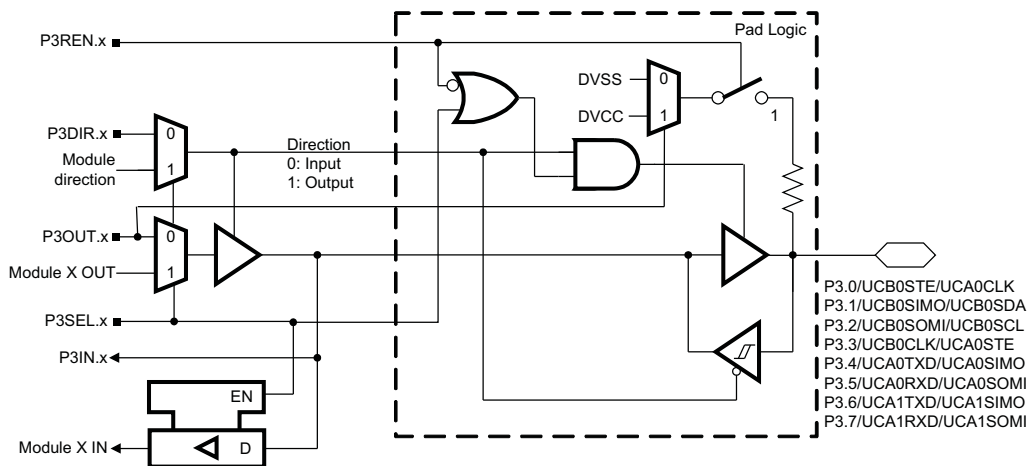 Pad Logic
P3REN.x
DVSS
0
DVCC
1
1
P3DIR.x
0
Module
direction
1
Direction
0: Input
1: Output
P3OUT.x
0
Module X OUT
1
P3SEL.x
P3IN.x
EN
Module X IN
D
P3.0/UCB0STE/UCA0CLK
P3.1/UCB0SIMO/UCB0SDA
P3.2/UCB0SOMI/UCB0SCL
P3.3/UCB0CLK/UCA0STE
P3.4/UCA0TXD/UCA0SIMO
P3.5/UCA0RXD/UCA0SOMI
P3.6/UCA1TXD/UCA1SIMO
P3.7/UCA1RXD/UCA1SOMI